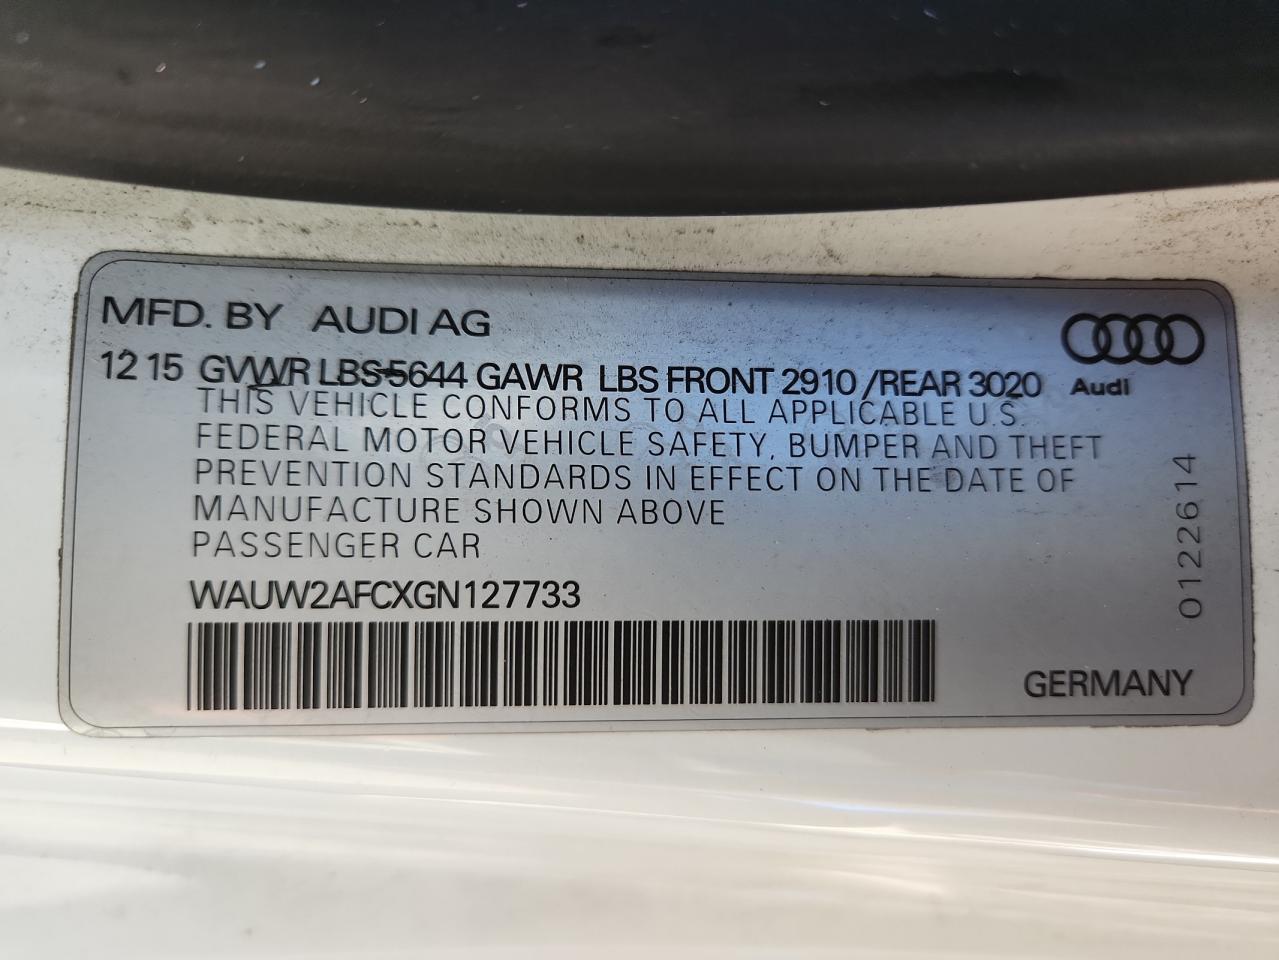 MFD. BY AUDI AG
12 15 GVWR LBS 5644 GAWR LBS FRONT 2910 /REAR 3020
Audi
THIS VEHICLE CONFORMS TO ALL APPLICABLE U.S.
FEDERAL MOTOR VEHICLE SAFETY, BUMPER AND THEFT
PREVENTION STANDARDS IN EFFECT ON THE DATE OF
MANUFACTURE SHOWN ABOVE
PASSENGER CAR
WAUW2AFCXGN127733
GERMANY
0122614